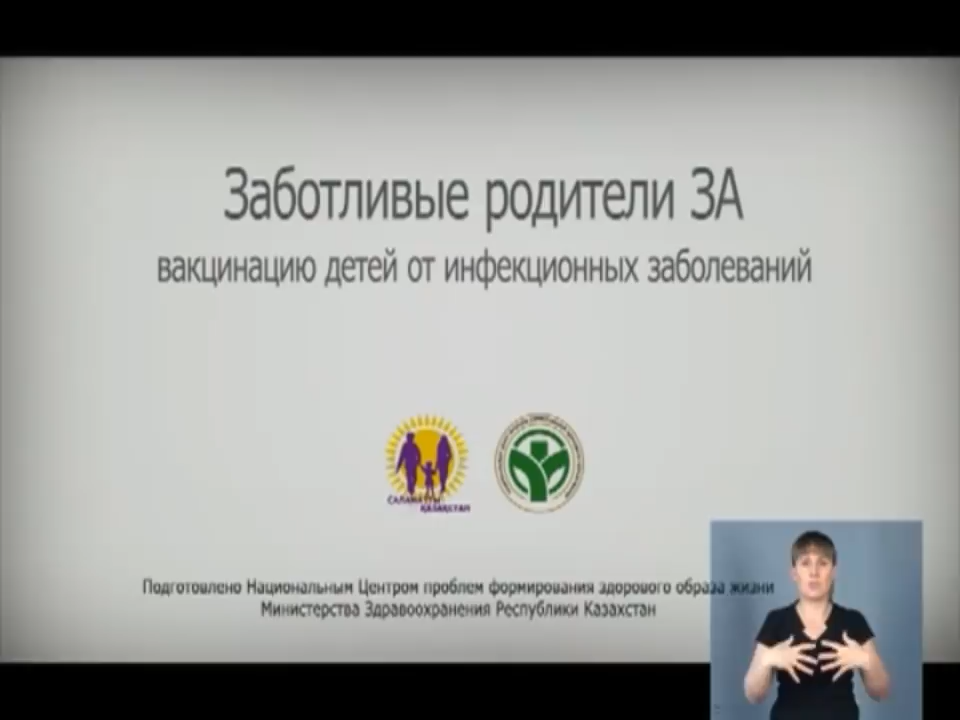 Заботливые родители ЗА
вакцинацию детей от инфекционных заболеваний
САЛАМАТТЫ
ҚАЗАҚСТАН
Подготовлено Национальным Центром проблем формирования здорового образа жизни
Министерства Здравоохранения Республики Казахстан